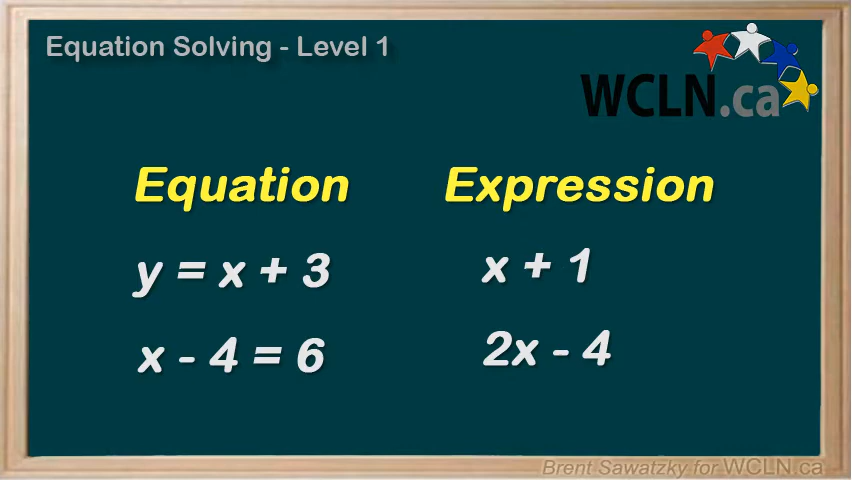 Equation Solving - Level 1
WCLN.ca
Equation Expression
y = x + 3 x + 1
x - 4 = 6 2x - 4
Brent Sawatzky for WCLN.ca